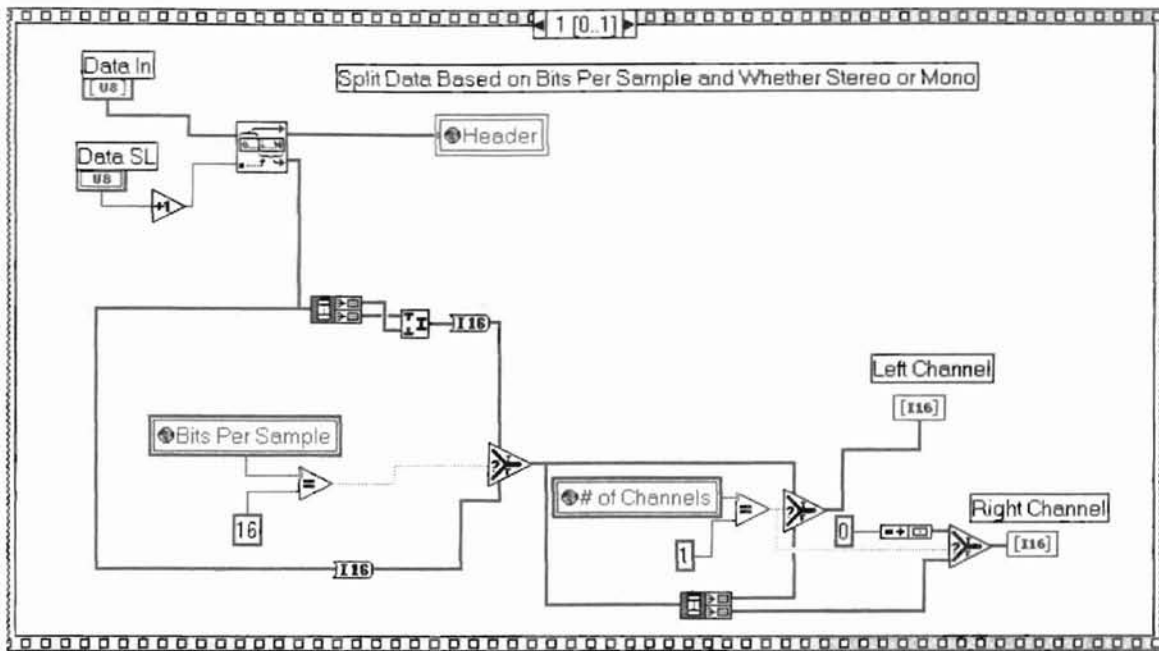 1 [0..1]
Data In
[U8]
Split Data Based on Bits Per Sample and Whether Stereo or Mono
Header
Data SL
U8
+1
I16
Left Channel
[I16]
Bits Per Sample
=
?
16
# of Channels
=
?
1
0
Right Channel
?
[I16]
I16